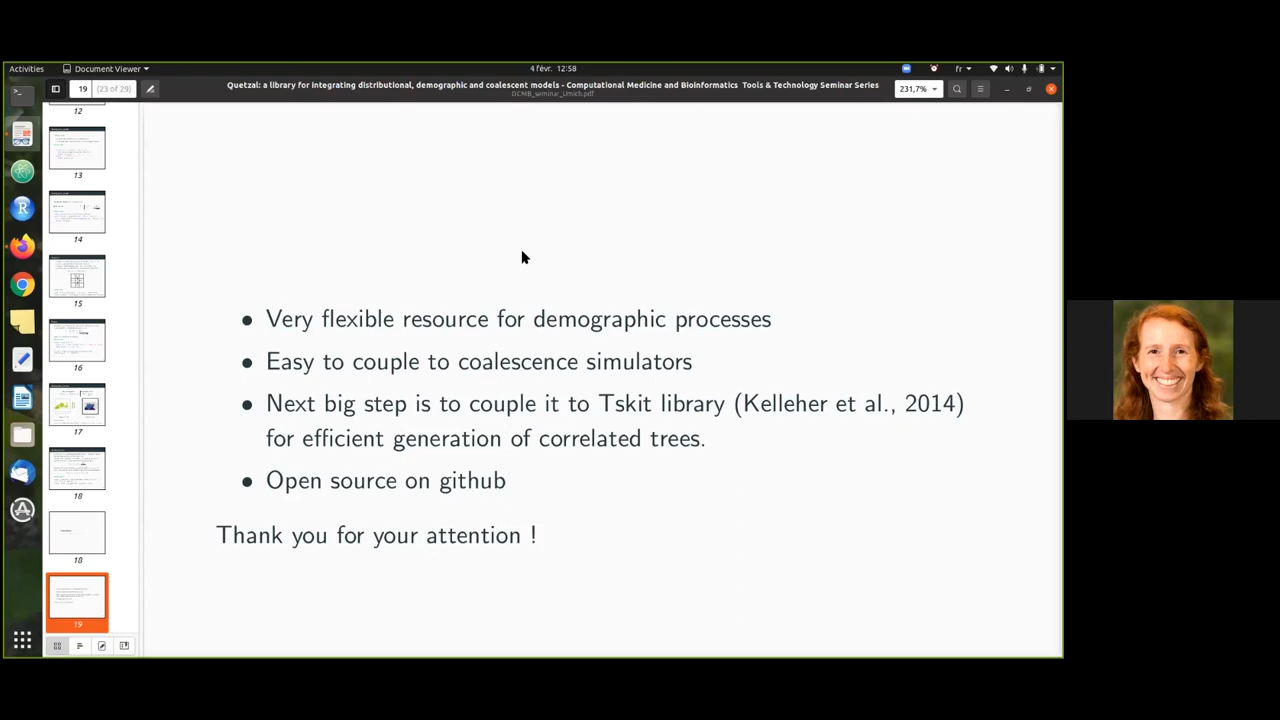 Activities
Document Viewer
4 févr. 12:58
fr
19
(23 of 29)
Quetzal: a library for integrating distributional, demographic and coalescent models - Computational Medicine and Bioinformatics Tools & Technology Seminar Series
DCMB_seminar_Umich.pdf
231,7%
12
13
14
15
16
17
18
18
19
• Very flexible resource for demographic processes
• Easy to couple to coalescence simulators
• Next big step is to couple it to Tskit library (Kelleher et al., 2014)
for efficient generation of correlated trees.
• Open source on github
Thank you for your attention !